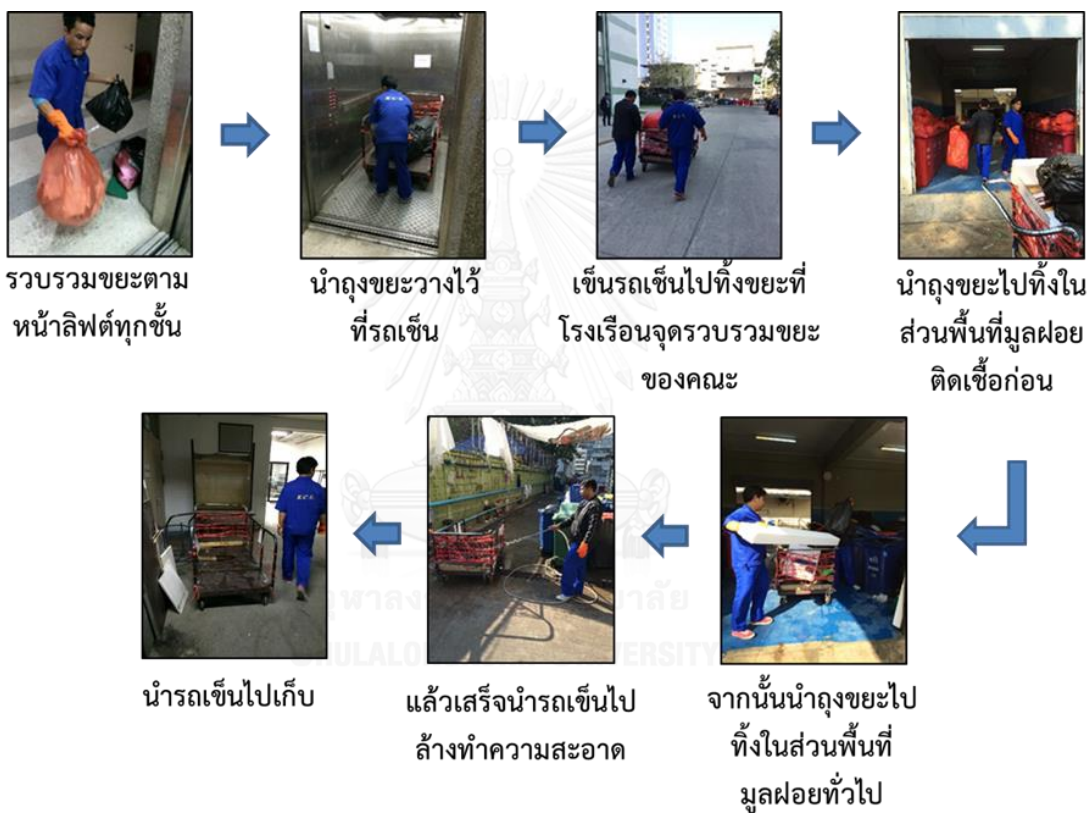 รวบรวมขยะตาม
หน้าลิฟต์ทุกชั้น
นำถุงขยะวางไว้
ที่รถเช็น
เข็นรถเช็นไปทิ้งขยะที่
โรงเรือนจุดรวบรวมขยะ
ของคณะ
นำถุงขยะไปทิ้งใน
ส่วนพื้นที่มูลฝอย
ติดเชื้อก่อน
จากนั้นนำถุงขยะไป
ทิ้งในส่วนพื้นที่
มูลฝอยทั่วไป
แล้วเสร็จนำรถเข็นไป
ล้างทำความสะอาด
นำรถเข็นไปเก็บ